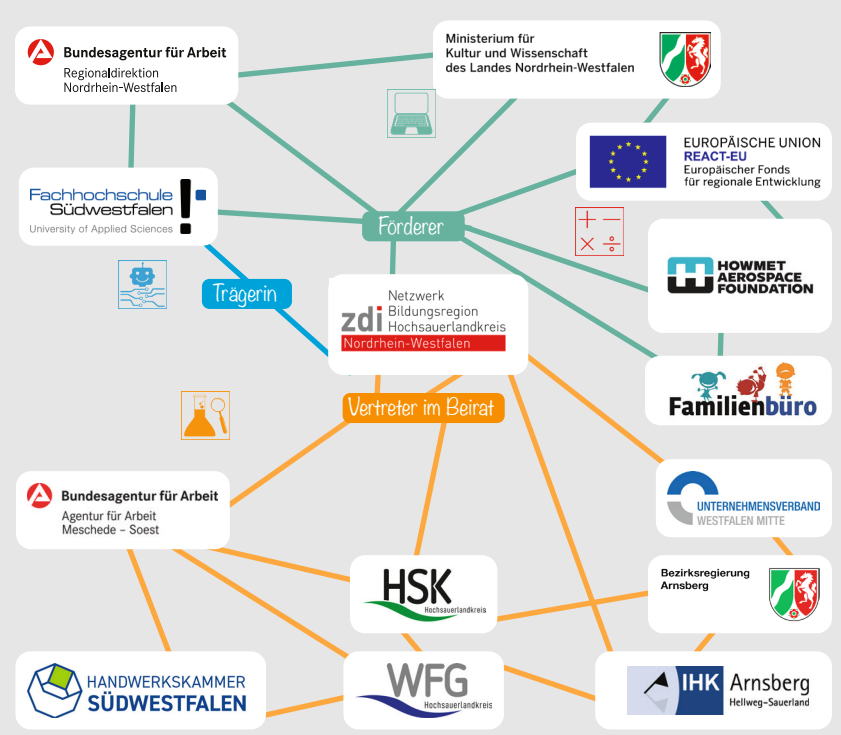 Bundesagentur für Arbeit
Regionaldirektion
Nordrhein-Westfalen
Ministerium für
Kultur und Wissenschaft
des Landes Nordrhein-Westfalen
EUROPÄISCHE UNION
REACT-EU
Europäischer Fonds
für regionale Entwicklung
Fachhochschule
Südwestfalen
University of Applied Sciences
Förderer
HOWMET
AEROSPACE
FOUNDATION
Trägerin
Netzwerk
zdi Bildungsregion
Hochsauerlandkreis
Nordrhein-Westfalen
Familienbüro
Vertreter im Beirat
Bundesagentur für Arbeit
Agentur für Arbeit
Meschede – Soest
UNTERNEHMENSVERBAND
WESTFALEN MITTE
HSK
Hochsauerlandkreis
Bezirksregierung
Arnsberg
HANDWERKSKAMMER
SÜDWESTFALEN
WFG
Hochsauerlandkreis
IHK Arnsberg
Hellweg-Sauerland